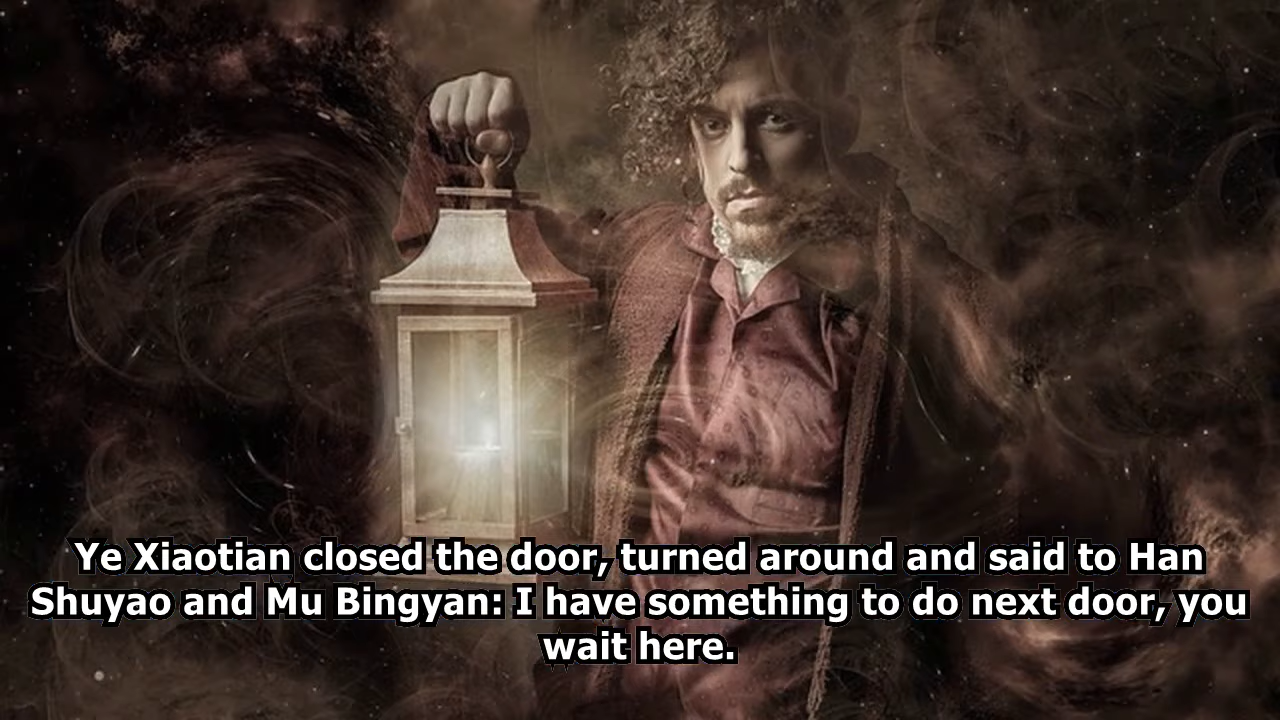 Ye Xiaotian closed the door, turned around and said to Han
Shuyao and Mu Bingyan: I have something to do next door, you
wait here.